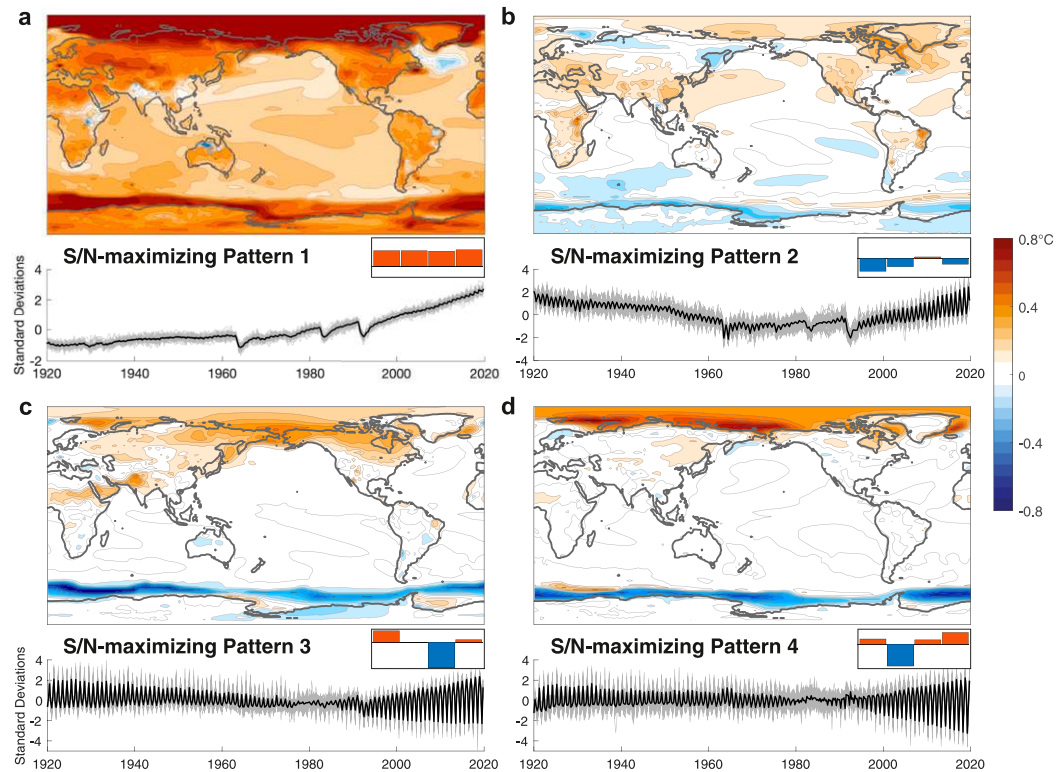 a
b
S/N-maximizing Pattern 1
S/N-maximizing Pattern 2
Standard Deviations
4
2
0
-2
1920 1940 1960 1980 2000 2020
4
2
0
-2
-4
1920 1940 1960 1980 2000 2020
0.8°C
0.4
0
-0.4
-0.8
c
d
S/N-maximizing Pattern 3
S/N-maximizing Pattern 4
Standard Deviations
4
2
0
-2
-4
1920 1940 1960 1980 2000 2020
4
2
0
-2
-4
1920 1940 1960 1980 2000 2020